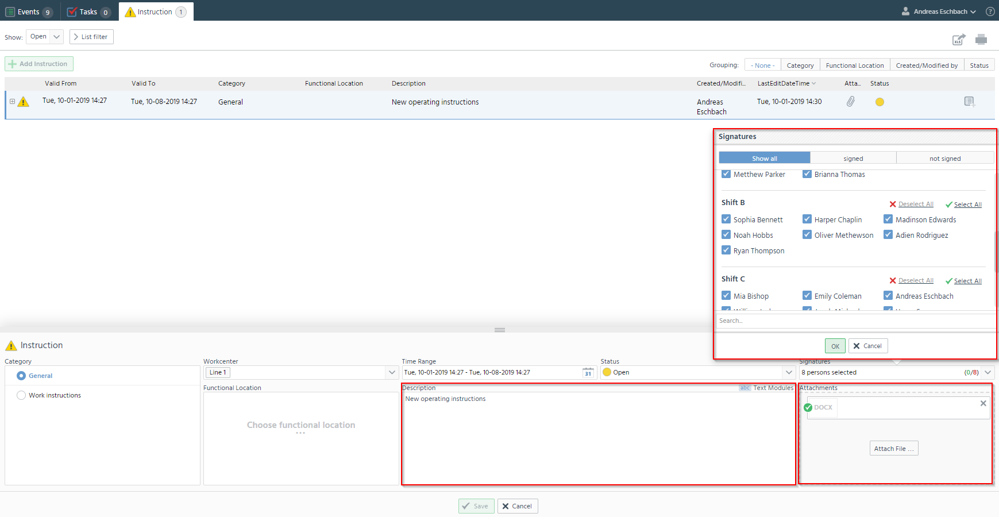 Events 9 Tasks 0 Instruction 1 Andreas Eschbach ?
Show: Open List filter
XLS
Add Instruction Grouping: - None - Category Functional Location Created/Modified by Status
Valid From Valid To Category Functional Location Description Created/Modifi... LastEditDateTime Atta... Status
Tue, 10-01-2019 14:27 Tue, 10-08-2019 14:27 General New operating instructions Andreas Tue, 10-01-2019 14:30
Eschbach
Signatures
Show all signed not signed
Metthew Parker Brianna Thomas
Shift B Deselect All Select All
Sophia Bennett Harper Chaplin Madinson Edwards
Noah Hobbs Oliver Methewson Adien Rodriguez
Ryan Thompson
Shift C Deselect All Select All
Mia Bishop Emily Coleman Andreas Eschbach
Search...
OK Cancel
Instruction
Category Workcenter Time Range Status Signatures
General Line 1 Tue, 10-01-2019 14:27 - Tue, 10-08-2019 14:27 31 Open 8 persons selected (0/8)
Functional Location Description abc Text Modules Attachments
Work instructions New operating instructions
DOCX
Choose functional location
...
Attach File ...
Save Cancel